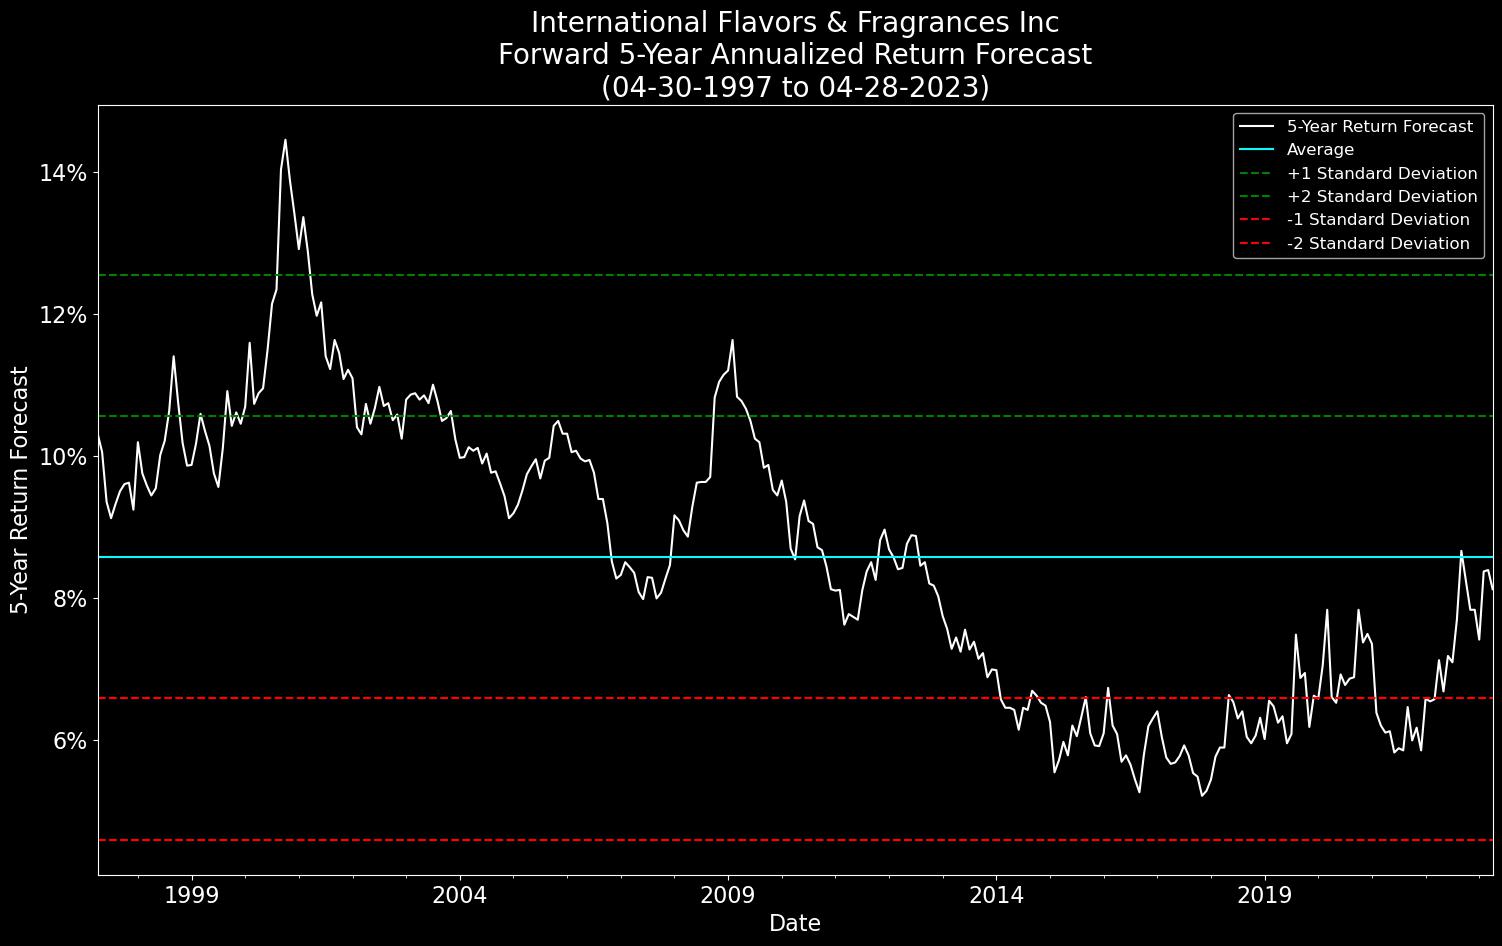 International Flavors & Fragrances Inc
Forward 5-Year Annualized Return Forecast
(04-30-1997 to 04-28-2023)
5-Year Return Forecast
Average
+1 Standard Deviation
+2 Standard Deviation
-1 Standard Deviation
-2 Standard Deviation
14%
12%
10%
8%
6%
5-Year Return Forecast
1999
2004
2009
2014
2019
Date